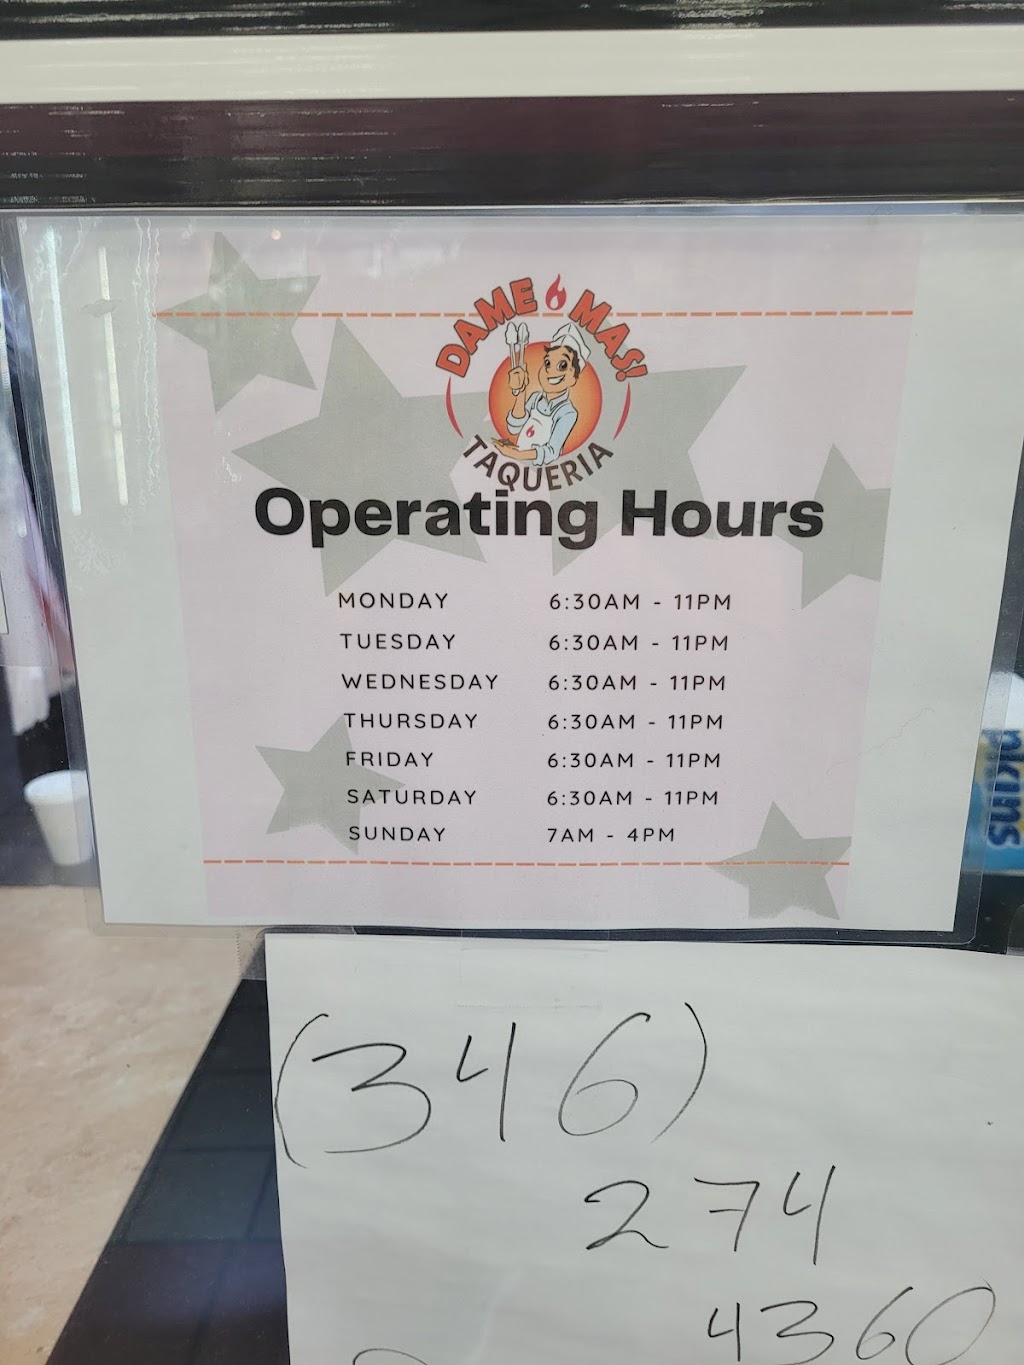 DAME MAS!
TAQUERIA
Operating Hours
MONDAY 6:30AM - 11PM
TUESDAY 6:30AM - 11PM
WEDNESDAY 6:30AM - 11PM
THURSDAY 6:30AM - 11PM
FRIDAY 6:30AM - 11PM
SATURDAY 6:30AM - 11PM
SUNDAY 7AM - 4PM
(346)
274
4360